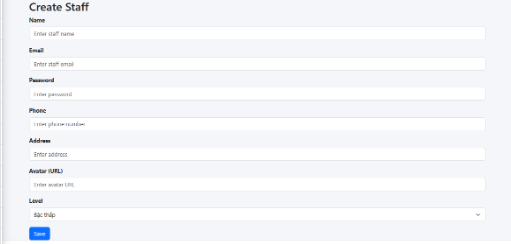 Create Staff
Name
Enter staff name
Email
Enter staff email
Password
Enter password
Phone
Enter phone number
Address
Enter address
Avatar (URL)
Enter avatar URL
Level
Bậc thấp
Save